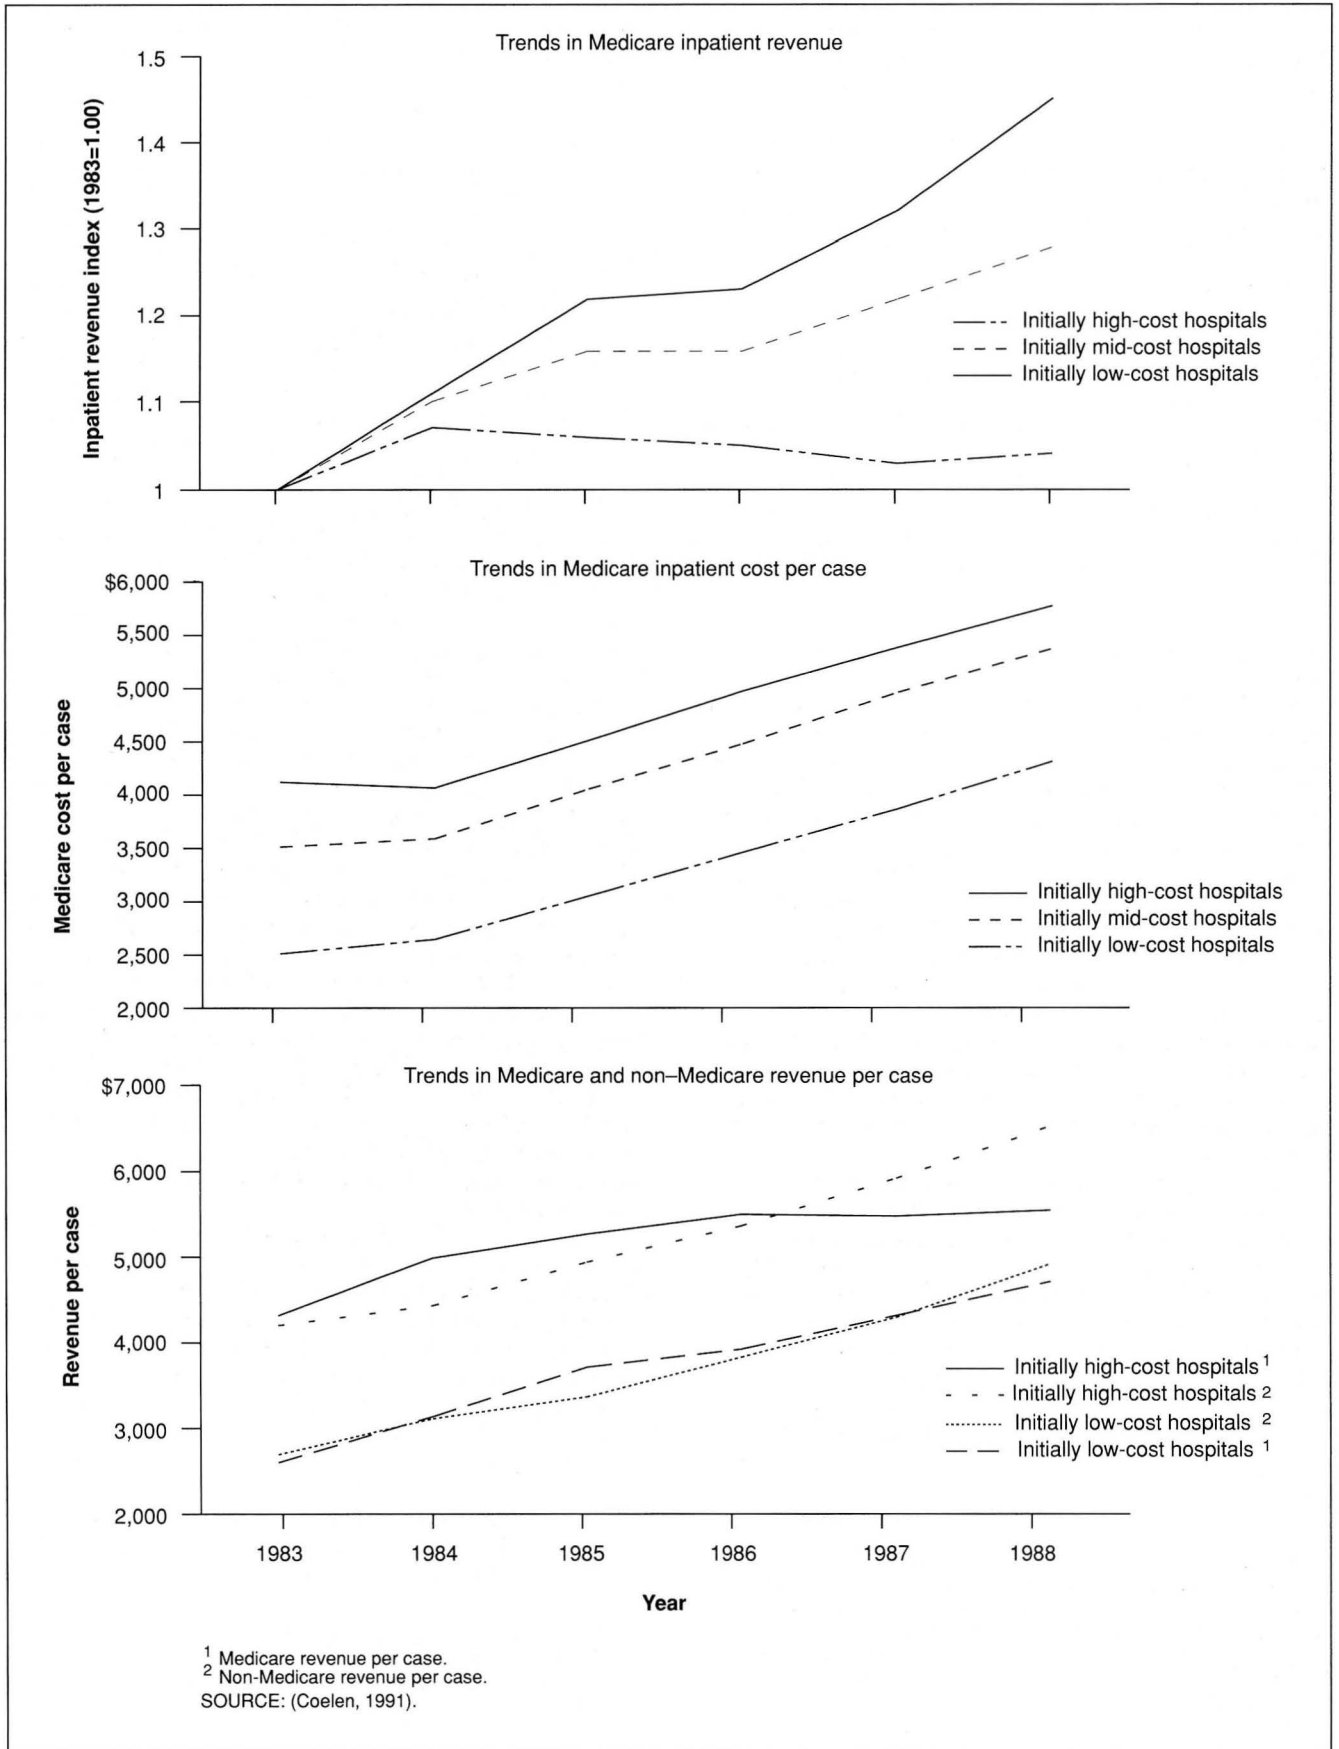 Trends in Medicare inpatient revenue
Inpatient revenue index (1983=1.00)
1.5
1.4
1.3
1.2
1.1
1
Initially high-cost hospitals
Initially mid-cost hospitals
Initially low-cost hospitals
Trends in Medicare inpatient cost per case
Medicare cost per case
$6,000
5,500
5,000
4,500
4,000
3,500
3,000
2,500
2,000
Initially high-cost hospitals
Initially mid-cost hospitals
Initially low-cost hospitals
Trends in Medicare and non–Medicare revenue per case
Revenue per case
$7,000
6,000
5,000
4,000
3,000
2,000
Initially high-cost hospitals 1
Initially high-cost hospitals 2
Initially low-cost hospitals 2
Initially low-cost hospitals 1
1983 1984 1985 1986 1987 1988
Year
1 Medicare revenue per case.
2 Non-Medicare revenue per case.
SOURCE: (Coelen, 1991).